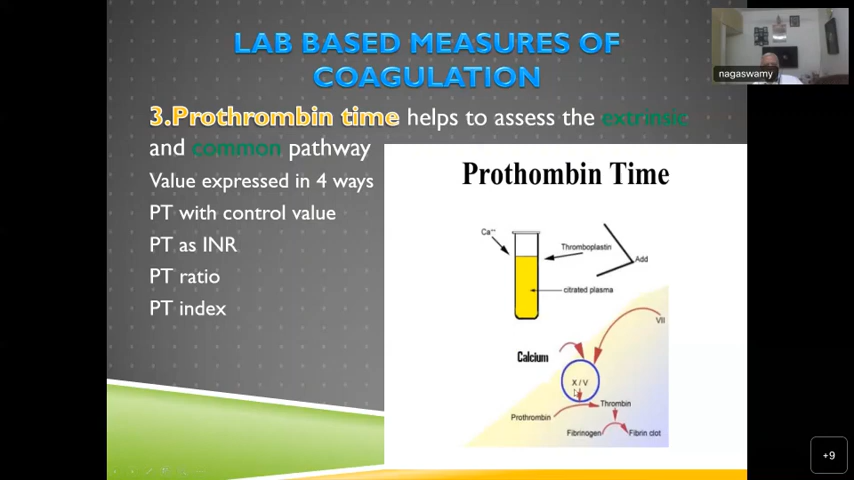 LAB BASED MEASURES OF
COAGULATION
3.Prothrombin time helps to assess the extrinsic
and common pathway
Value expressed in 4 ways
PT with control value
PT as INR
PT ratio
PT index
Prothombin Time
Ca++
Thromboplastin
Add
citrated plasma
VII
Calcium
X / V
Prothrombin
Thrombin
Fibrinogen
Fibrin clot
nagaswamy
+9